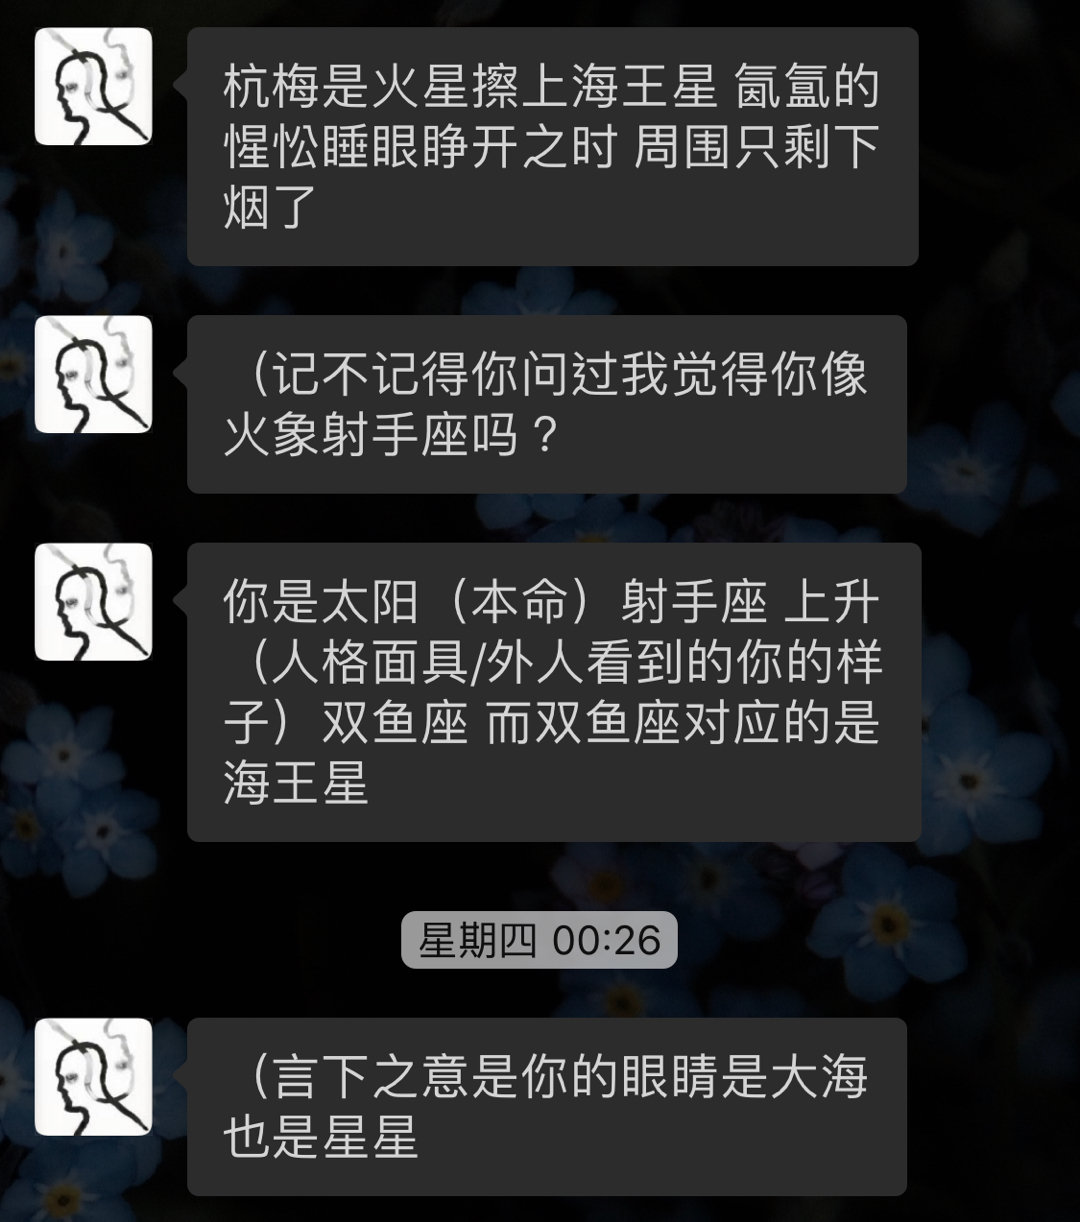 杭梅是火星擦上海王星 氤氲的
惺忪睡眼睁开之时 周围只剩下
烟了
（记不记得你问过我觉得你像
火象射手座吗？
你是太阳（本命）射手座 上升
（人格面具/外人看到的你的样
子）双鱼座 而双鱼座对应的是
海王星
星期四 00:26
（言下之意是你的眼睛是大海
也是星星